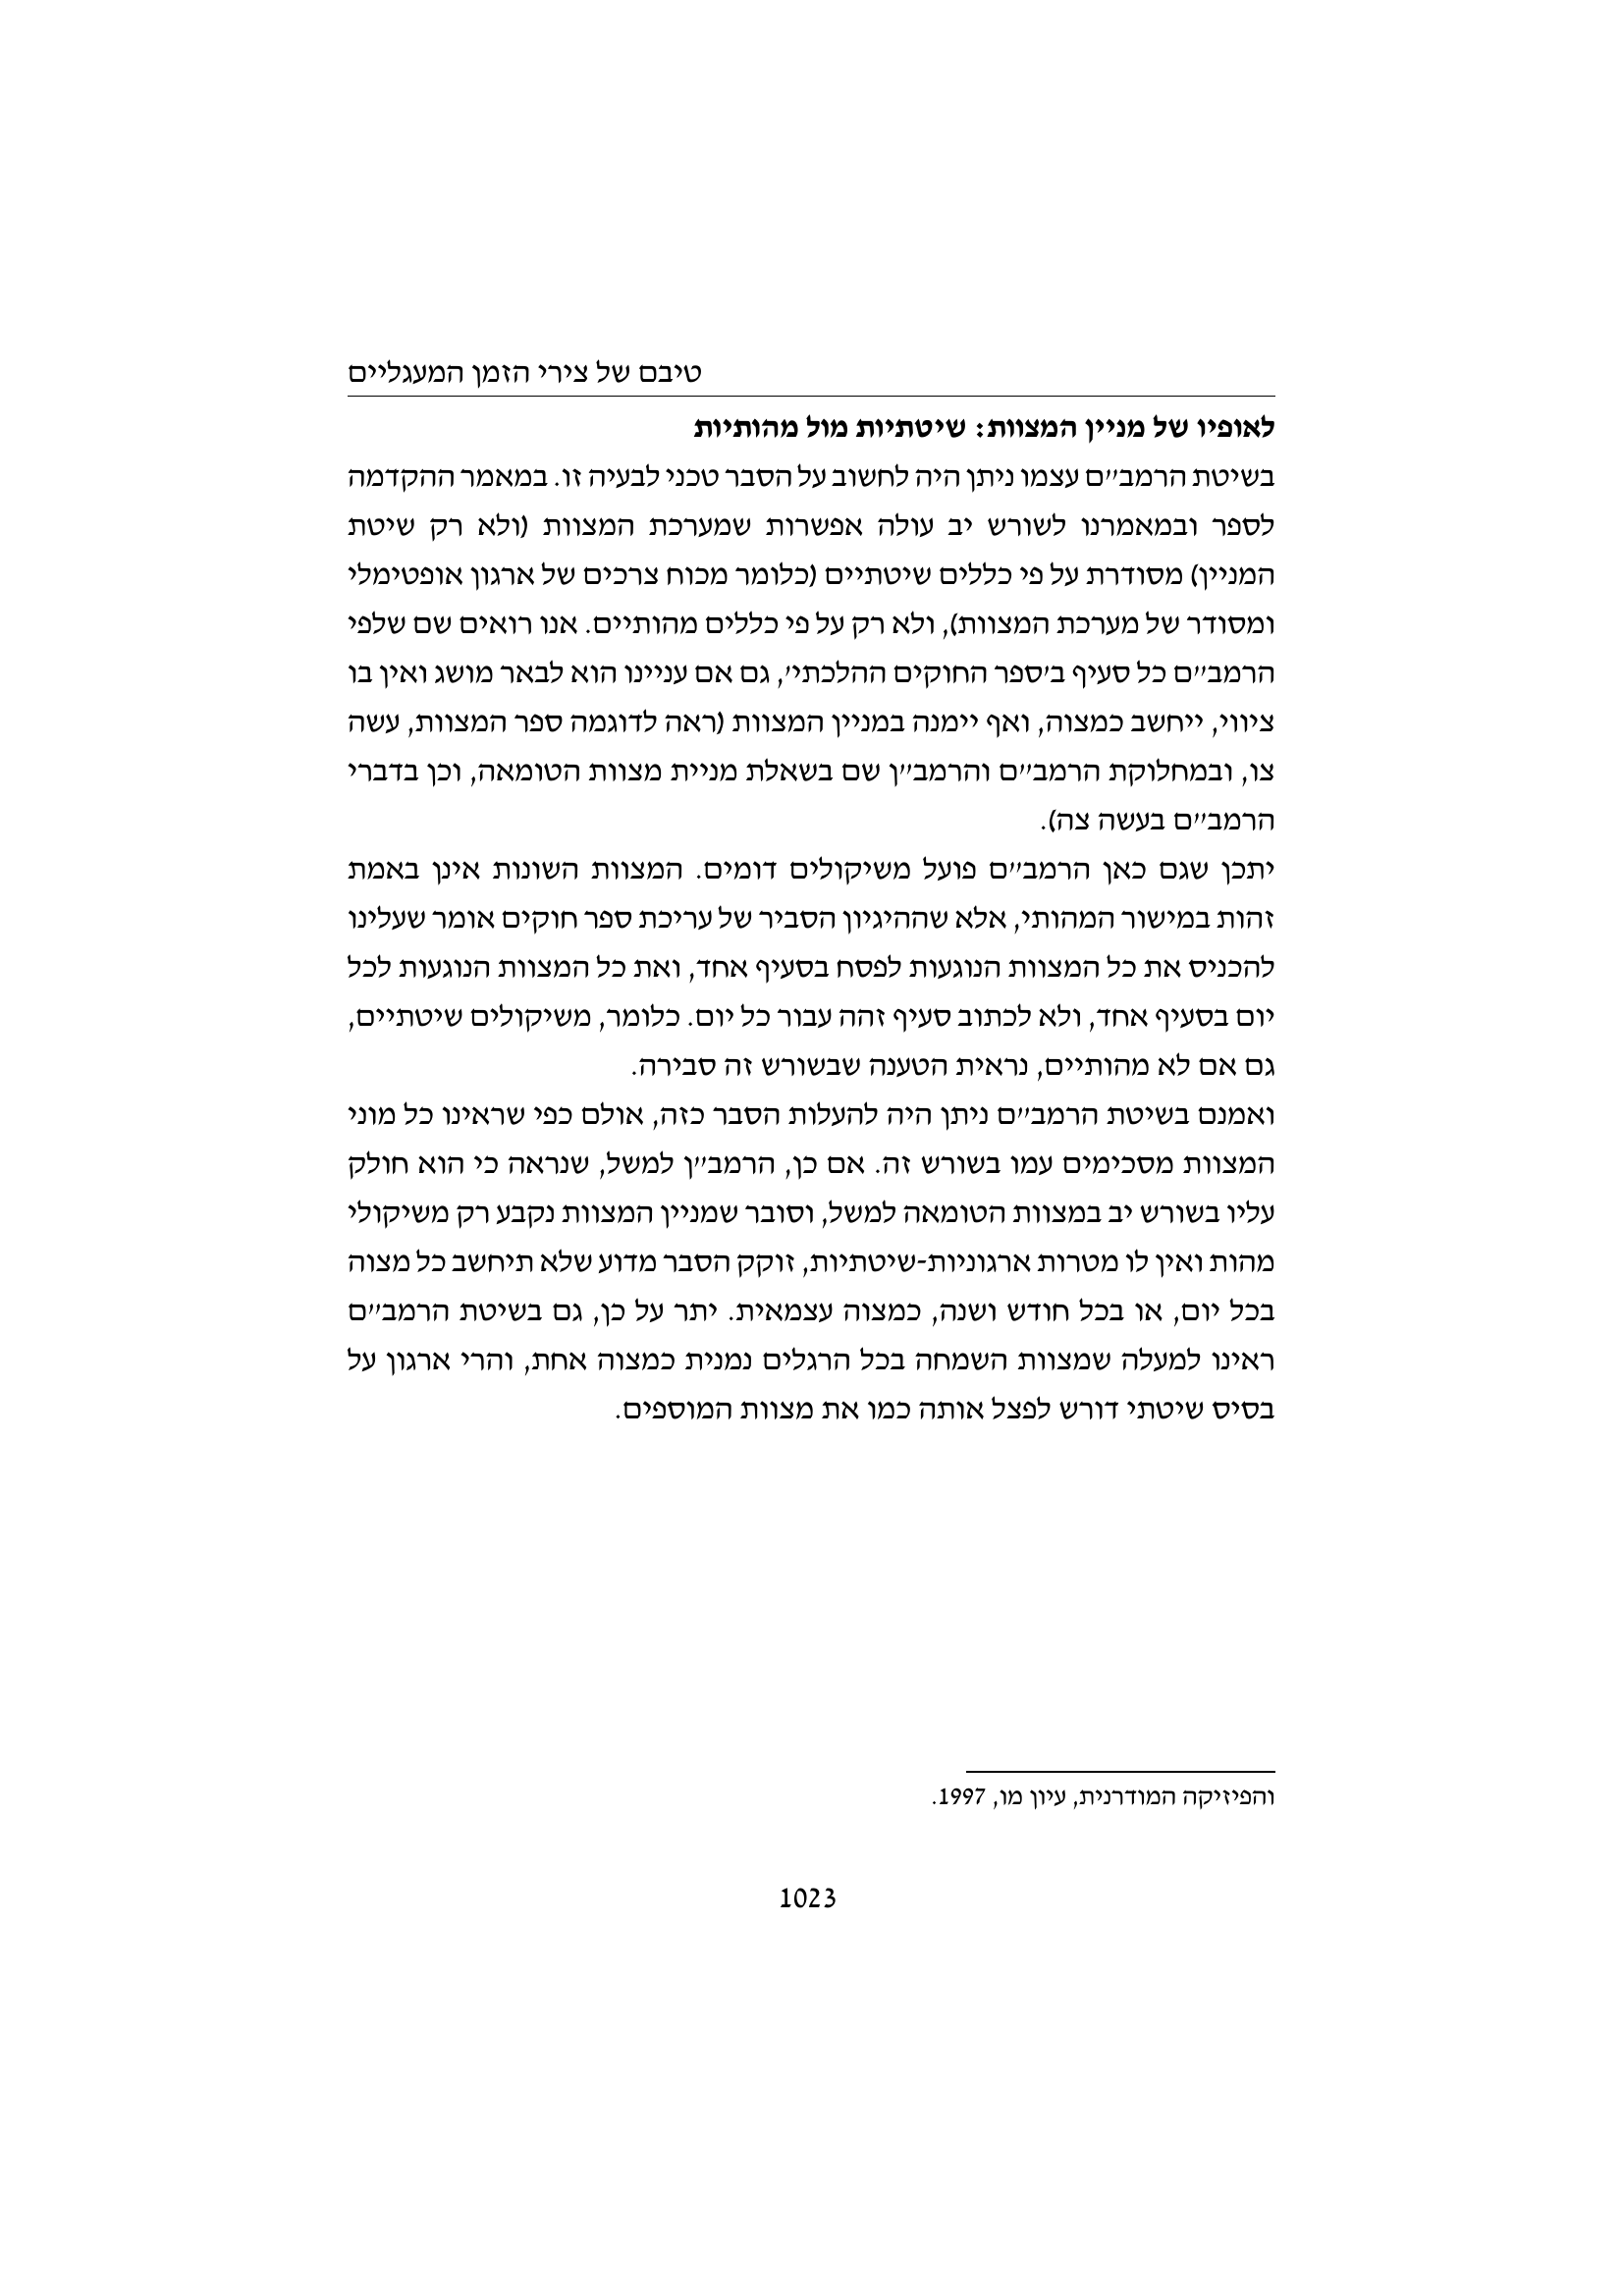 טיבם של צירי הזמן המעגליים
לאופיו של מניין המצוות: שיטתיות מול מהותיות
בשיטת הרמב״ם עצמו ניתן היה לחשוב על הסבר טכני לבעיה זו. במאמר ההקדמה
לספר ובמאמרנו לשורש יב עולה אפשרות שמערכת המצוות (ולא רק שיטת
המניין) מסודרת על פי כללים שיטתיים (כלומר מכוח צרכים של ארגון אופטימלי
ומסודר של מערכת המצוות), ולא רק על פי כללים מהותיים. אנו רואים שם שלפי
הרמב״ם כל סעיף ב׳ספר החוקים ההלכתי׳, גם אם עניינו הוא לבאר מושג ואין בו
ציווי, ייחשב כמצוה, ואף יימנה במניין המצוות (ראה לדוגמה ספר המצוות, עשה
צו, ובמחלוקת הרמב״ם והרמב״ן שם בשאלת מניית מצוות הטומאה, וכן בדברי
הרמב״ם בעשה צה).
יתכן שגם כאן הרמב״ם פועל משיקולים דומים. המצוות השונות אינן באמת
זהות במישור המהותי, אלא שההיגיון הסביר של עריכת ספר חוקים אומר שעלינו
להכניס את כל המצוות הנוגעות לפסח בסעיף אחד, ואת כל המצוות הנוגעות לכל
יום בסעיף אחד, ולא לכתוב סעיף זהה עבור כל יום. כלומר, משיקולים שיטתיים,
גם אם לא מהותיים, נראית הטענה שבשורש זה סבירה.
ואמנם בשיטת הרמב״ם ניתן היה להעלות הסבר כזה, אולם כפי שראינו כל מוני
המצוות מסכימים עמו בשורש זה. אם כן, הרמב״ן למשל, שנראה כי הוא חולק
עליו בשורש יב במצוות הטומאה למשל, וסובר שמניין המצוות נקבע רק משיקולי
מהות ואין לו מטרות ארגוניות-שיטתיות, זוקק הסבר מדוע שלא תיחשב כל מצוה
בכל יום, או בכל חודש ושנה, כמצוה עצמאית. יתר על כן, גם בשיטת הרמב״ם
ראינו למעלה שמצוות השמחה בכל הרגלים נמנית כמצוה אחת, והרי ארגון על
בסיס שיטתי דורש לפצל אותה כמו את מצוות המוספים.
והפיזיקה המודרנית, עיון מו, 1997.
1023